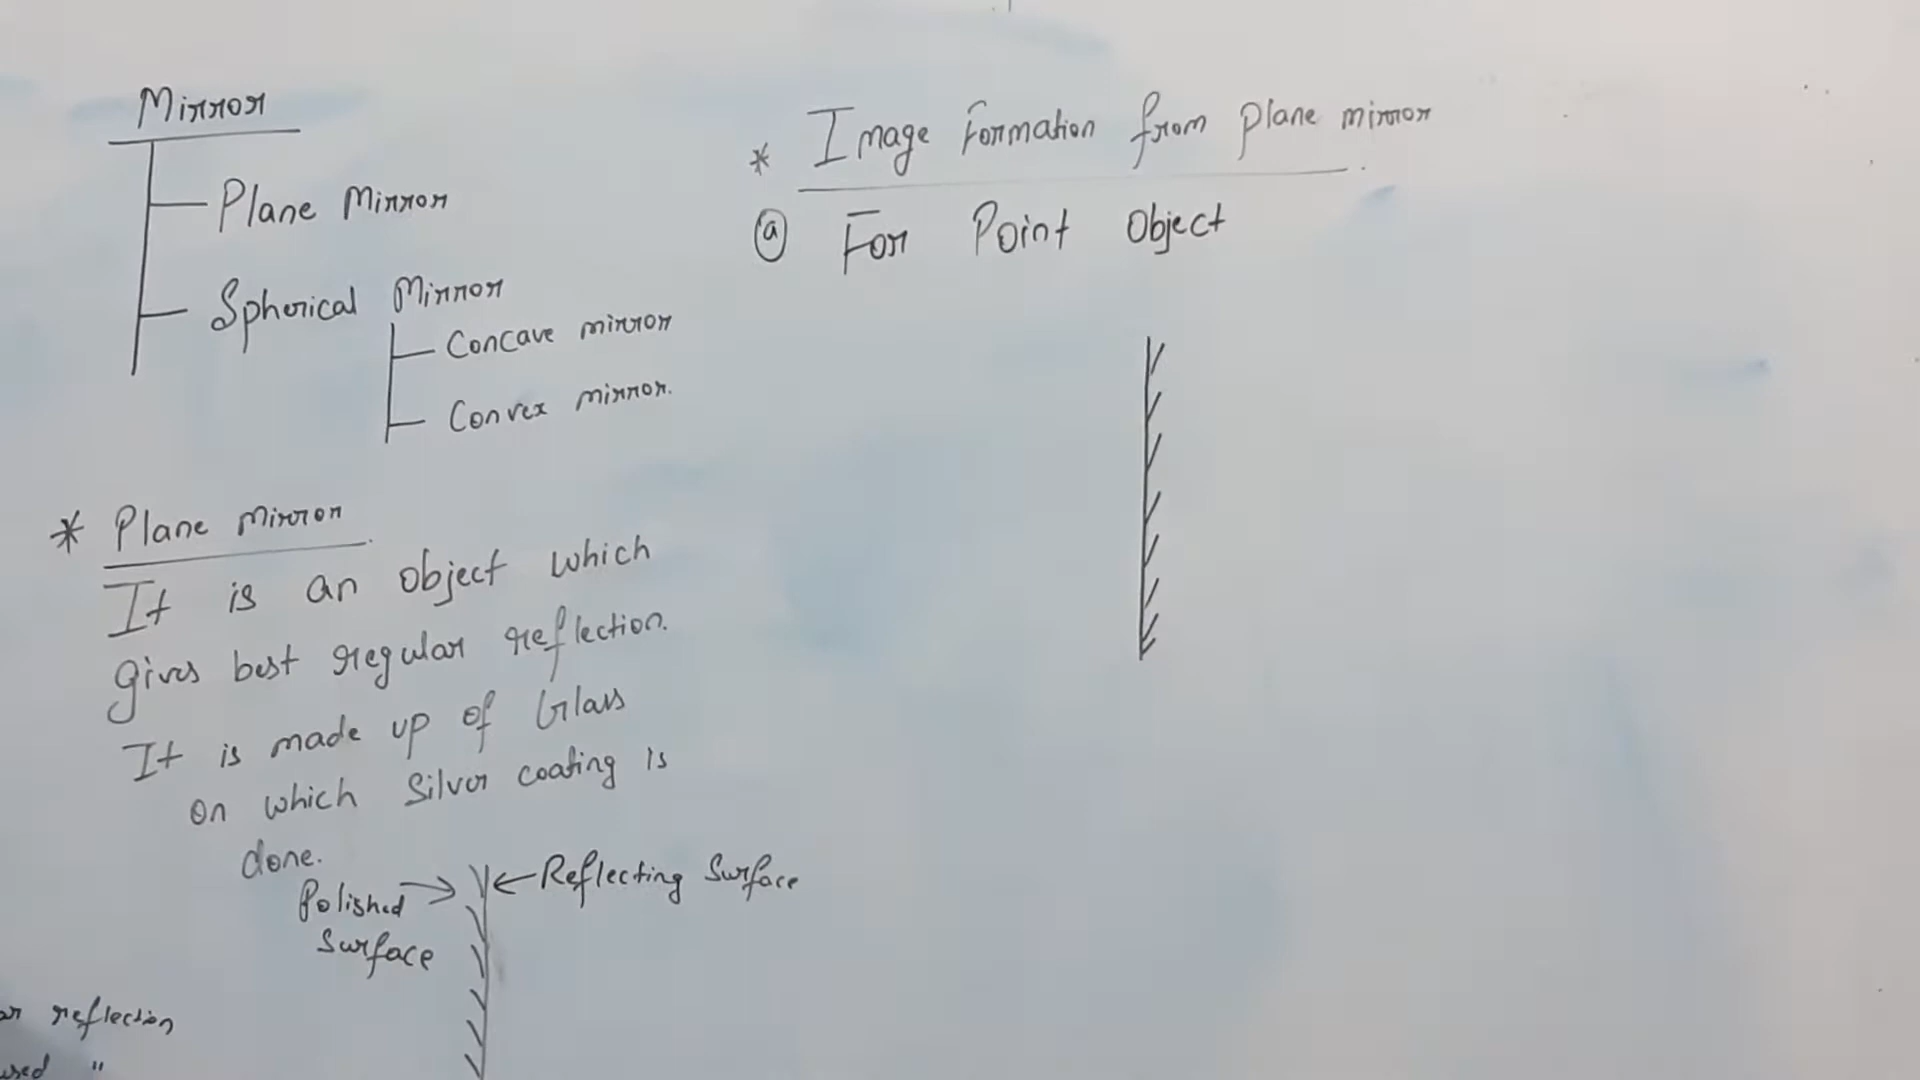 Mirror
Plane Mirror
Spherical Mirror
Concave mirror
Convex mirror.
* Plane mirror
It is an object which
gives best regular reflection.
It is made up of Glass
on which Silver coating is
done.
Polished
Surface
Reflecting Surface
reflection
"
* Image Formation from plane mirror
(a) For Point Object